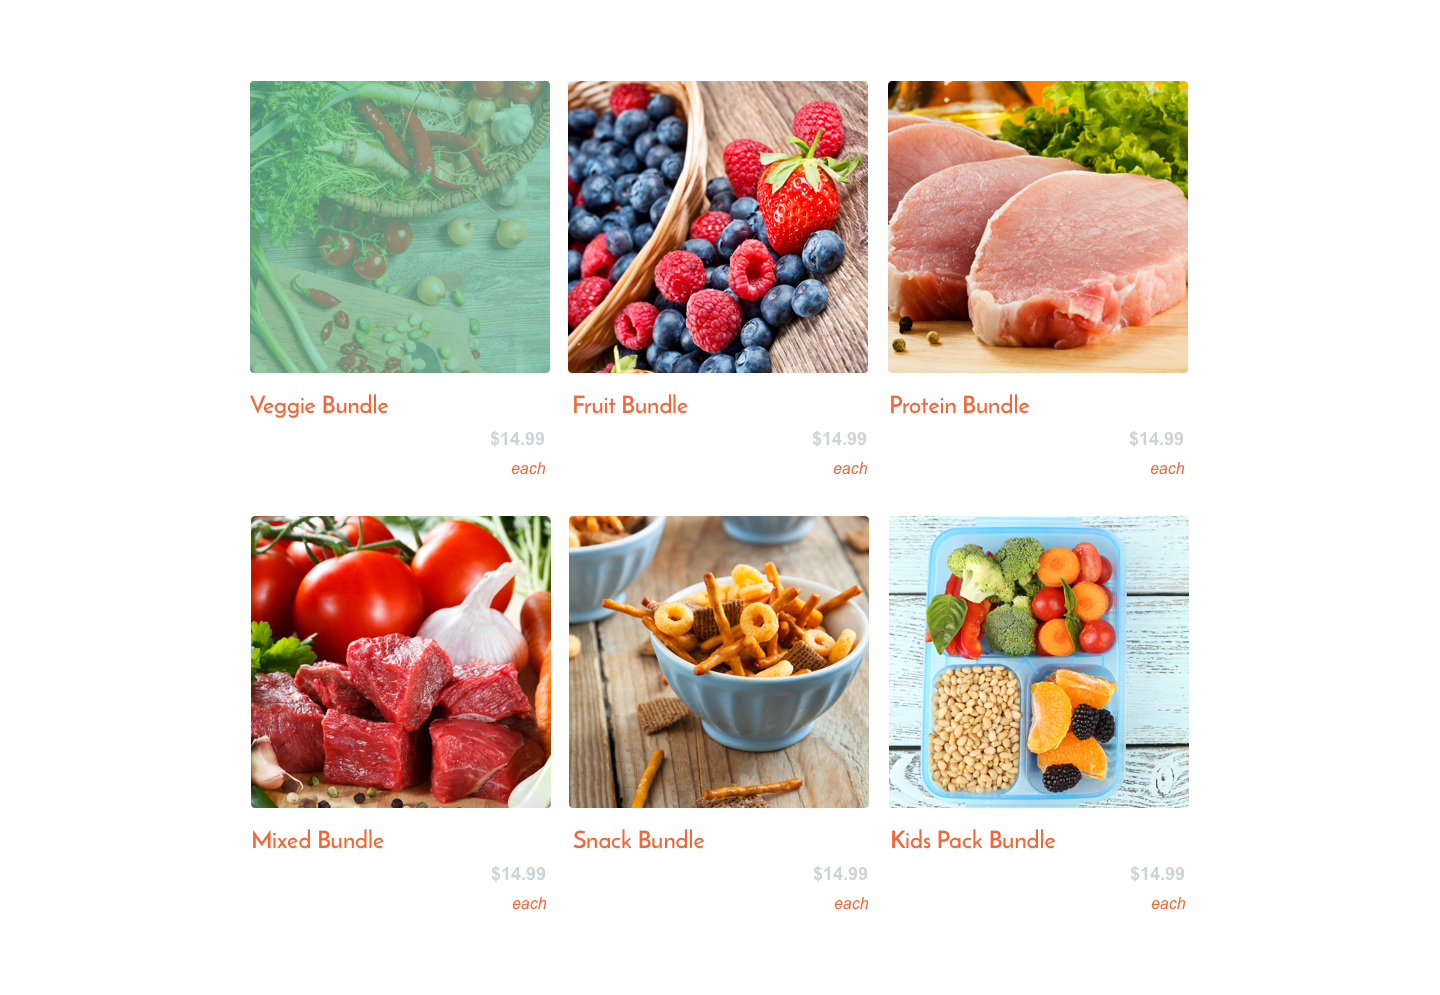 Veggie Bundle
$14.99
each
Fruit Bundle
$14.99
each
Protein Bundle
$14.99
each
Mixed Bundle
$14.99
each
Snack Bundle
$14.99
each
Kids Pack Bundle
$14.99
each